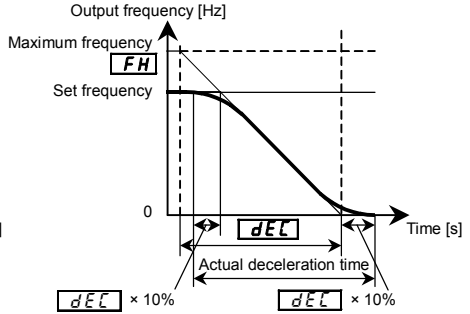 Output frequency [Hz]
Maximum frequency
FH
Set frequency
0
dEC
Time [s]
]
Actual deceleration time
dEC × 10%
dEC × 10%